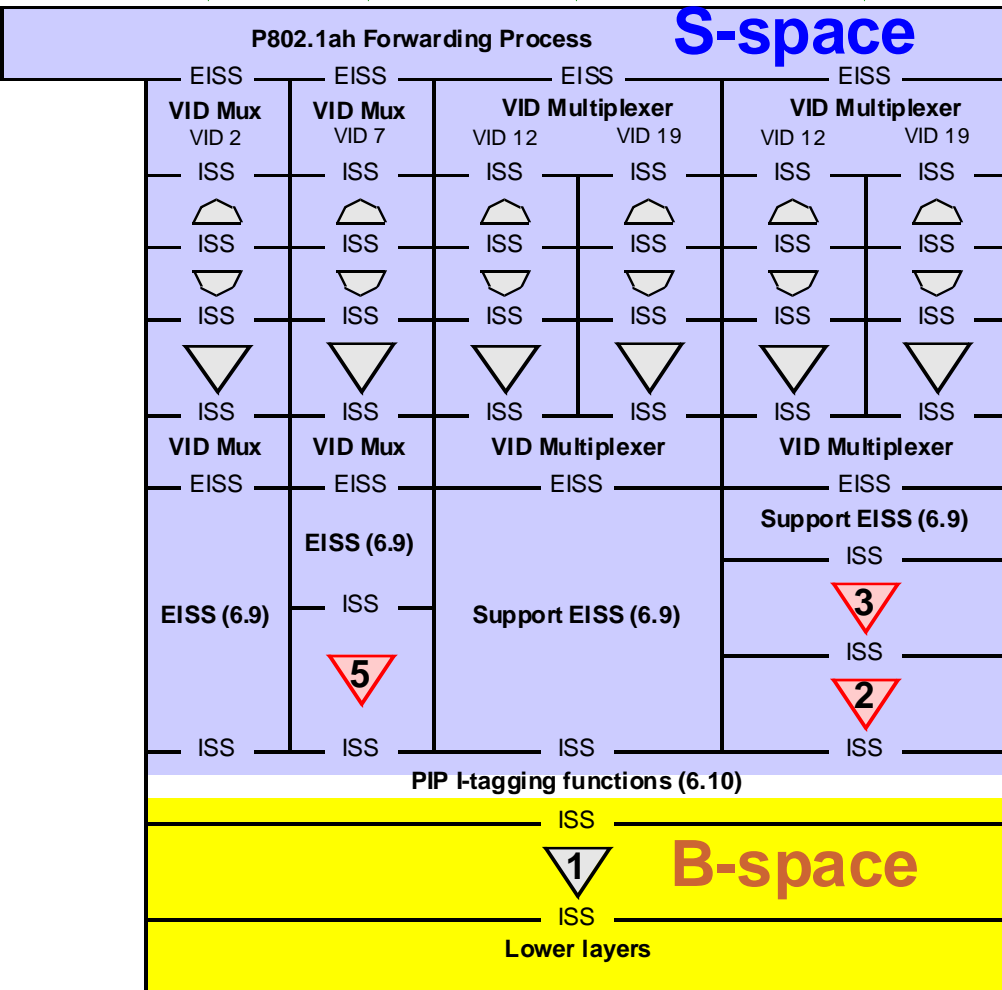 P802.1ah Forwarding Process S-space
EISS EISS EISS EISS
VID Mux VID Mux VID Multiplexer VID Multiplexer
VID 2 VID 7 VID 12 VID 19 VID 12 VID 19
ISS ISS ISS ISS ISS ISS
ISS ISS ISS ISS ISS ISS
ISS ISS ISS ISS ISS ISS
ISS ISS ISS ISS ISS ISS
VID Mux VID Mux VID Multiplexer VID Multiplexer
EISS EISS EISS EISS
Support EISS (6.9)
EISS (6.9)
ISS
ISS 3
EISS (6.9) Support EISS (6.9)
ISS
5 2
ISS ISS ISS ISS
PIP I-tagging functions (6.10)
ISS
1 B-space
ISS
Lower layers